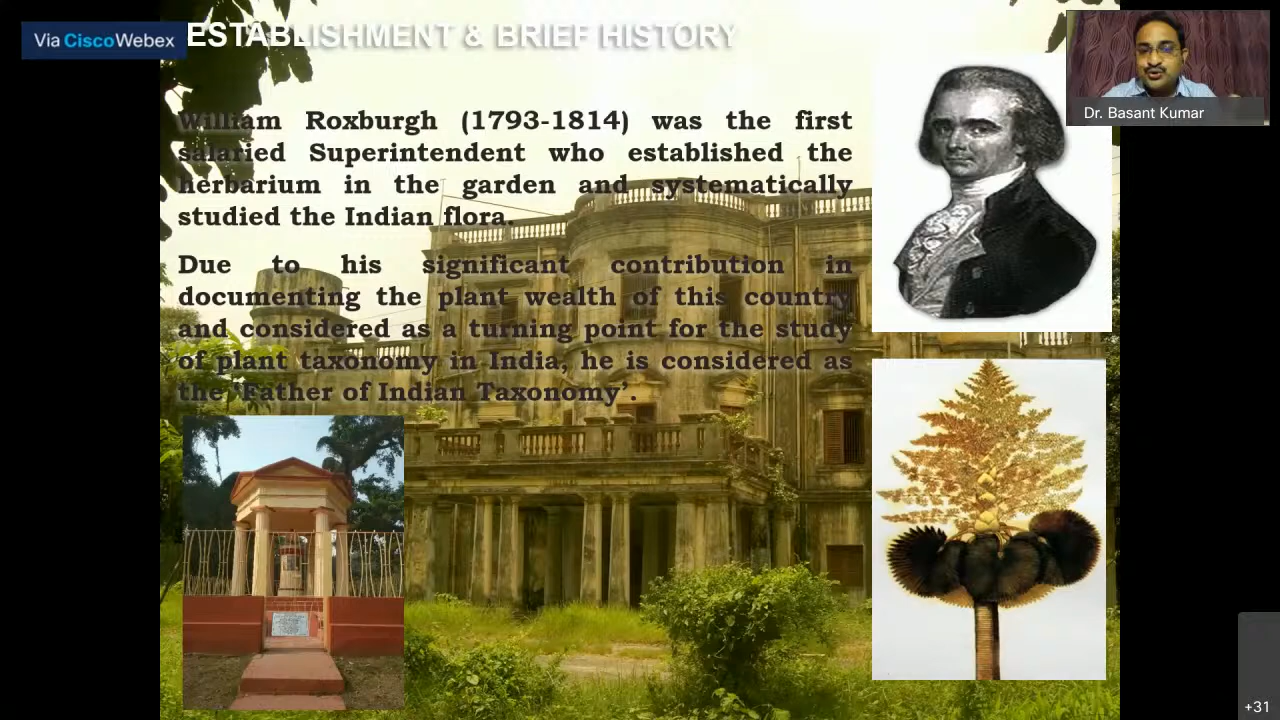 Via Cisco Webex
ESTABLISHMENT & BRIEF HISTORY
Dr. Basant Kumar
William Roxburgh (1793-1814) was the first
salaried Superintendent who established the
herbarium in the garden and systematically
studied the Indian flora.
Due to his significant contribution in
documenting the plant wealth of this country
and considered as a turning point for the study
of plant taxonomy in India, he is considered as
the 'Father of Indian Taxonomy'.
+31